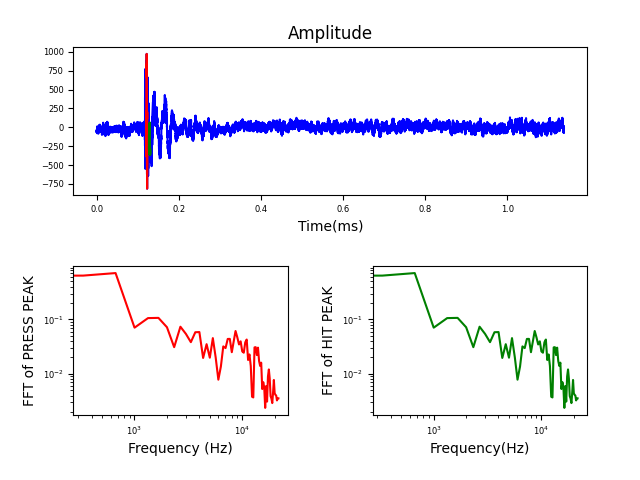 Amplitude
1000
750
500
250
0
−250
−500
−750
0.0 0.2 0.4 0.6 0.8 1.0
Time(ms)
FFT of PRESS PEAK
10⁻¹
10⁻²
10³ 10⁴
Frequency (Hz)
FFT of HIT PEAK
10⁻¹
10⁻²
10³ 10⁴
Frequency(Hz)